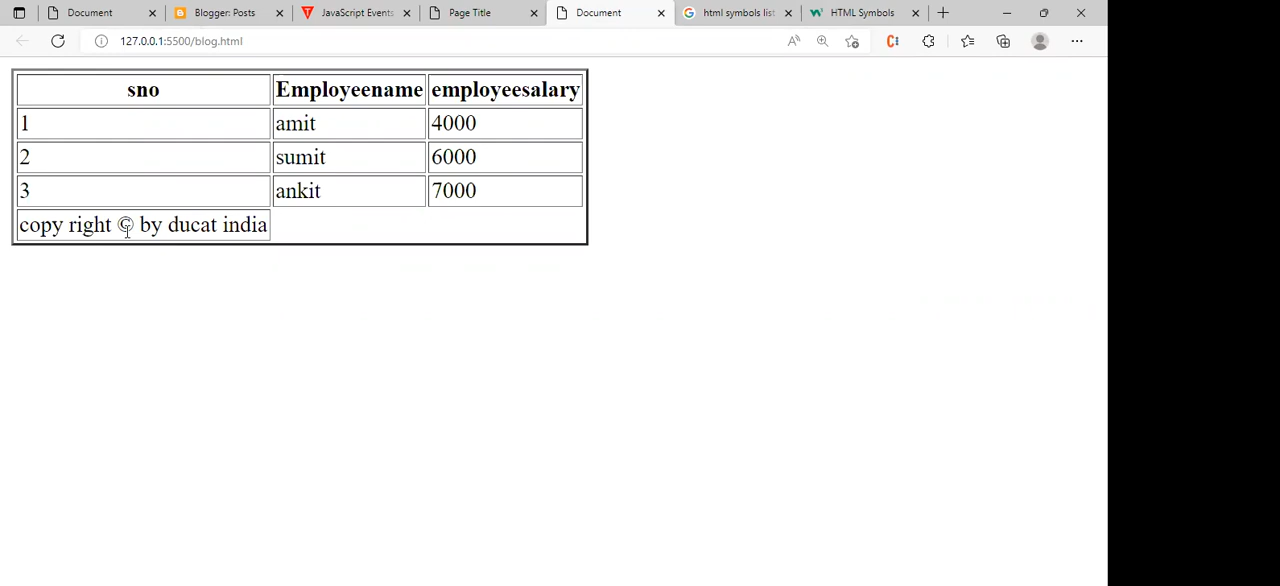 Document
Blogger: Posts
JavaScript Events
Page Title
Document
html symbols list
HTML Symbols
127.0.0.1:5500/blog.html
sno Employeename employeesalary
1 amit 4000
2 sumit 6000
3 ankit 7000
copy right © by ducat india